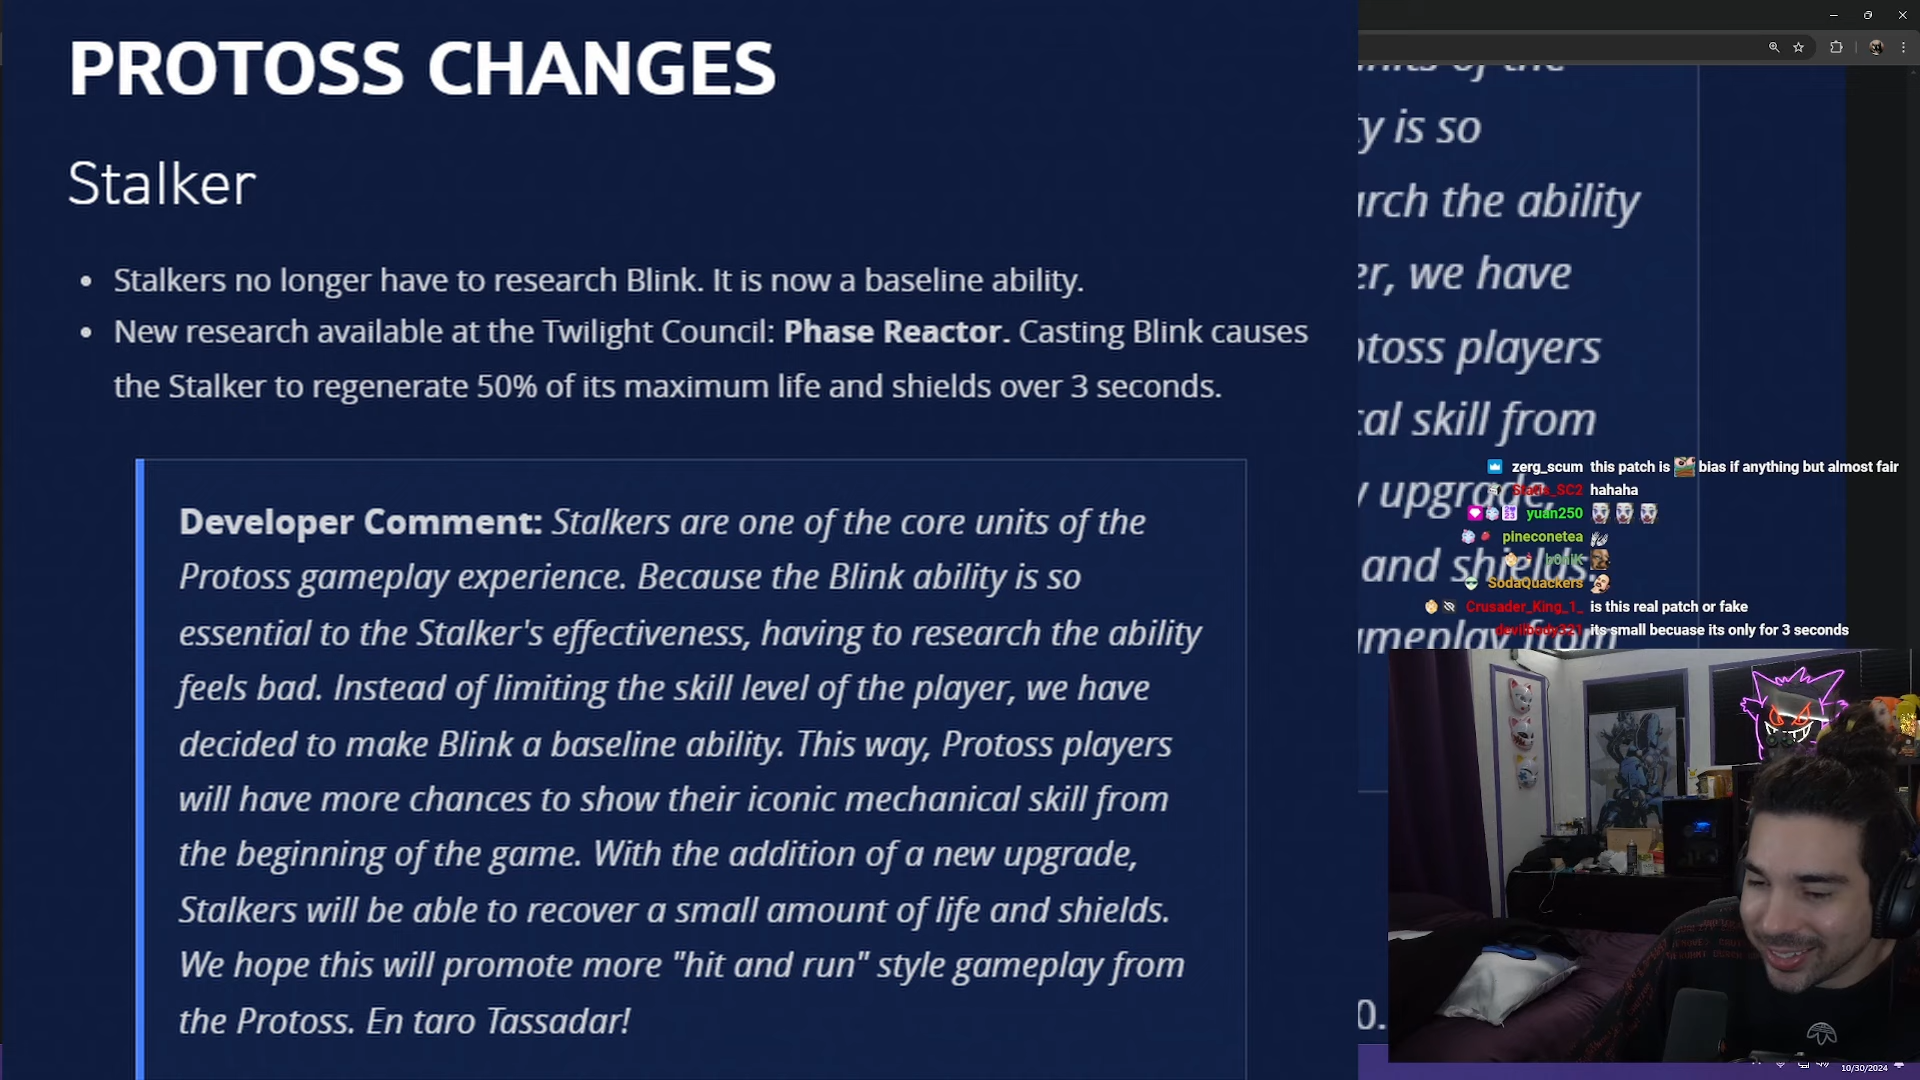 PROTOSS CHANGES
Stalker
• Stalkers no longer have to research Blink. It is now a baseline ability.
• New research available at the Twilight Council: Phase Reactor. Casting Blink causes
the Stalker to regenerate 50% of its maximum life and shields over 3 seconds.
Developer Comment: Stalkers are one of the core units of the
Protoss gameplay experience. Because the Blink ability is so
essential to the Stalker's effectiveness, having to research the ability
feels bad. Instead of limiting the skill level of the player, we have
decided to make Blink a baseline ability. This way, Protoss players
will have more chances to show their iconic mechanical skill from
the beginning of the game. With the addition of a new upgrade,
Stalkers will be able to recover a small amount of life and shields.
We hope this will promote more "hit and run" style gameplay from
the Protoss. En taro Tassadar!
units of the
y is so
arch the ability
er, we have
otoss players
cal skill from
upgrade,
and shields.
ameplay from
0.
zerg_scum this patch is bias if anything but almost fair
hahaha
yuan250
pineconetea
SodaQuackers
Crusader_King_1_ is this real patch or fake
its small becuase its only for 3 seconds
10/30/2024